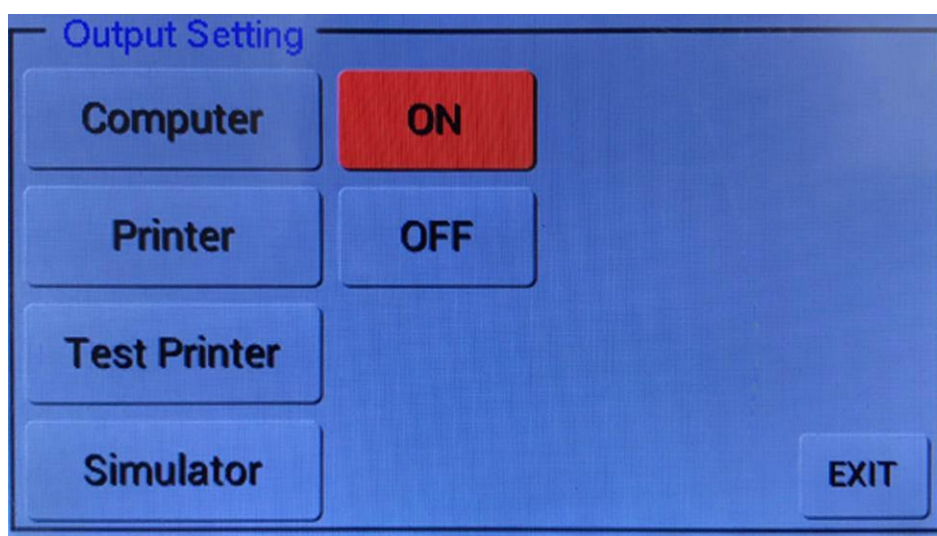 Output Setting
Computer ON
Printer OFF
Test Printer
Simulator
EXIT